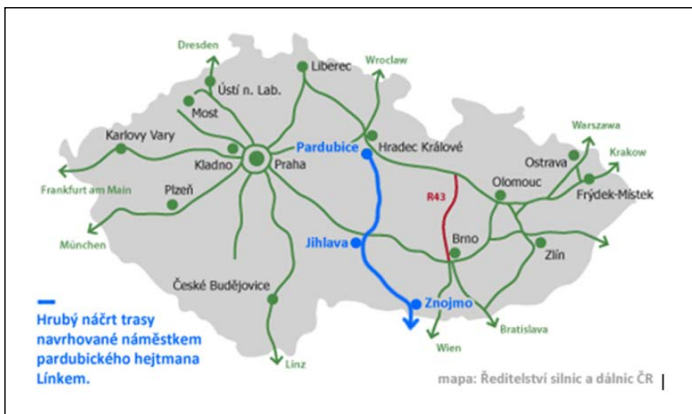 Dresden
Liberec
Wroclaw
Ústí n. Lab.
Most
Karlovy Vary
Pardubice
Hradec Králové
Warszawa
Kladno
Praha
Ostrava
Krakow
Frankfurt am Main
Plzeň
R43
Olomouc
Frýdek-Místek
München
Jihlava
Brno
Zlín
České Budějovice
Znojmo
Hrubý náčrt trasy
navrhované náměstkem
pardubického hejtmana
Línkem.
Linz
Wien
Bratislava
mapa: Ředitelství silnic a dálnic ČR